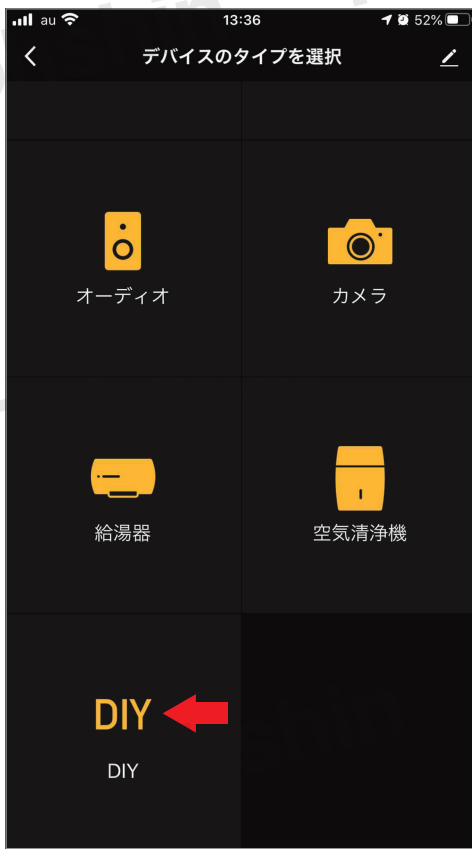 au 13:36 52%
デバイスのタイプを選択
オーディオ カメラ
給湯器 空気清浄機
DIY
DIY
shin